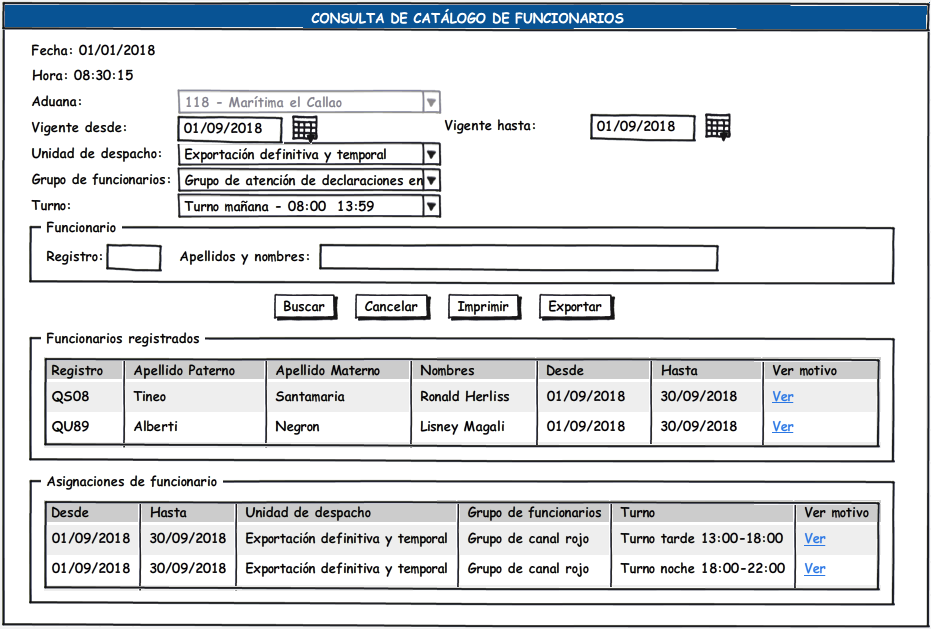 CONSULTA DE CATÁLOGO DE FUNCIONARIOS
Fecha: 01/01/2018
Hora: 08:30:15
Aduana: 118 - Marítima el Callao
Vigente desde: 01/09/2018 Vigente hasta: 01/09/2018
Unidad de despacho: Exportación definitiva y temporal
Grupo de funcionarios: Grupo de atención de declaraciones en
Turno: Turno mañana - 08:00 13:59
Funcionario
Registro: Apellidos y nombres:
Buscar Cancelar Imprimir Exportar
Funcionarios registrados
Registro Apellido Paterno Apellido Materno Nombres Desde Hasta Ver motivo
QS08 Tineo Santamaria Ronald Herliss 01/09/2018 30/09/2018 Ver
QU89 Alberti Negron Lisney Magali 01/09/2018 30/09/2018 Ver
Asignaciones de funcionario
Desde Hasta Unidad de despacho Grupo de funcionarios Turno Ver motivo
01/09/2018 30/09/2018 Exportación definitiva y temporal Grupo de canal rojo Turno tarde 13:00-18:00 Ver
01/09/2018 30/09/2018 Exportación definitiva y temporal Grupo de canal rojo Turno noche 18:00-22:00 Ver